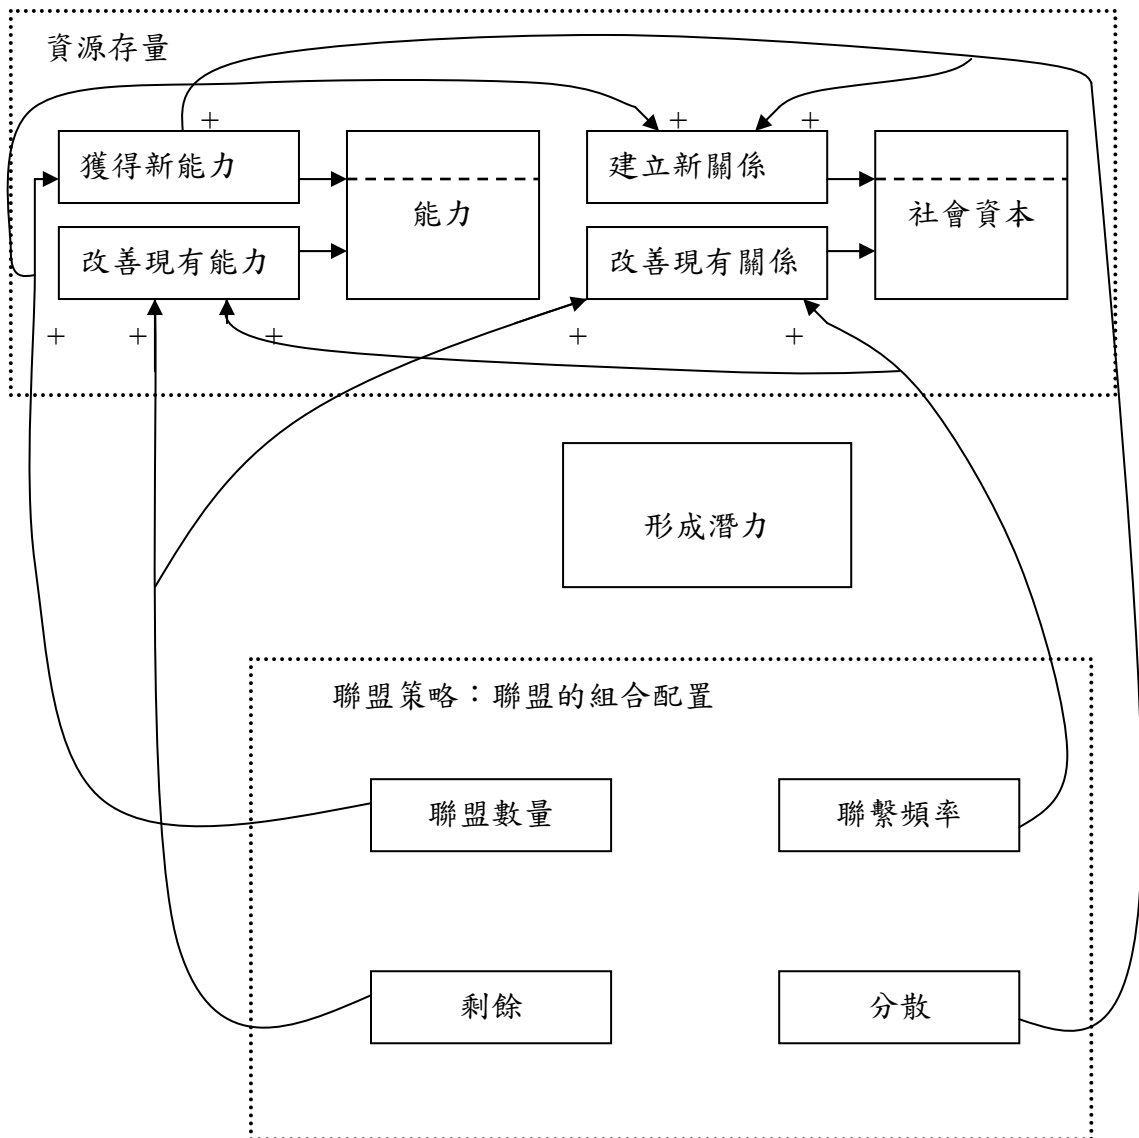 資源存量
+ + +
獲得新能力 建立新關係
能力 社會資本
改善現有能力 改善現有關係
+ + + + +
形成潛力
聯盟策略：聯盟的組合配置
聯盟數量 聯繫頻率
剩餘 分散